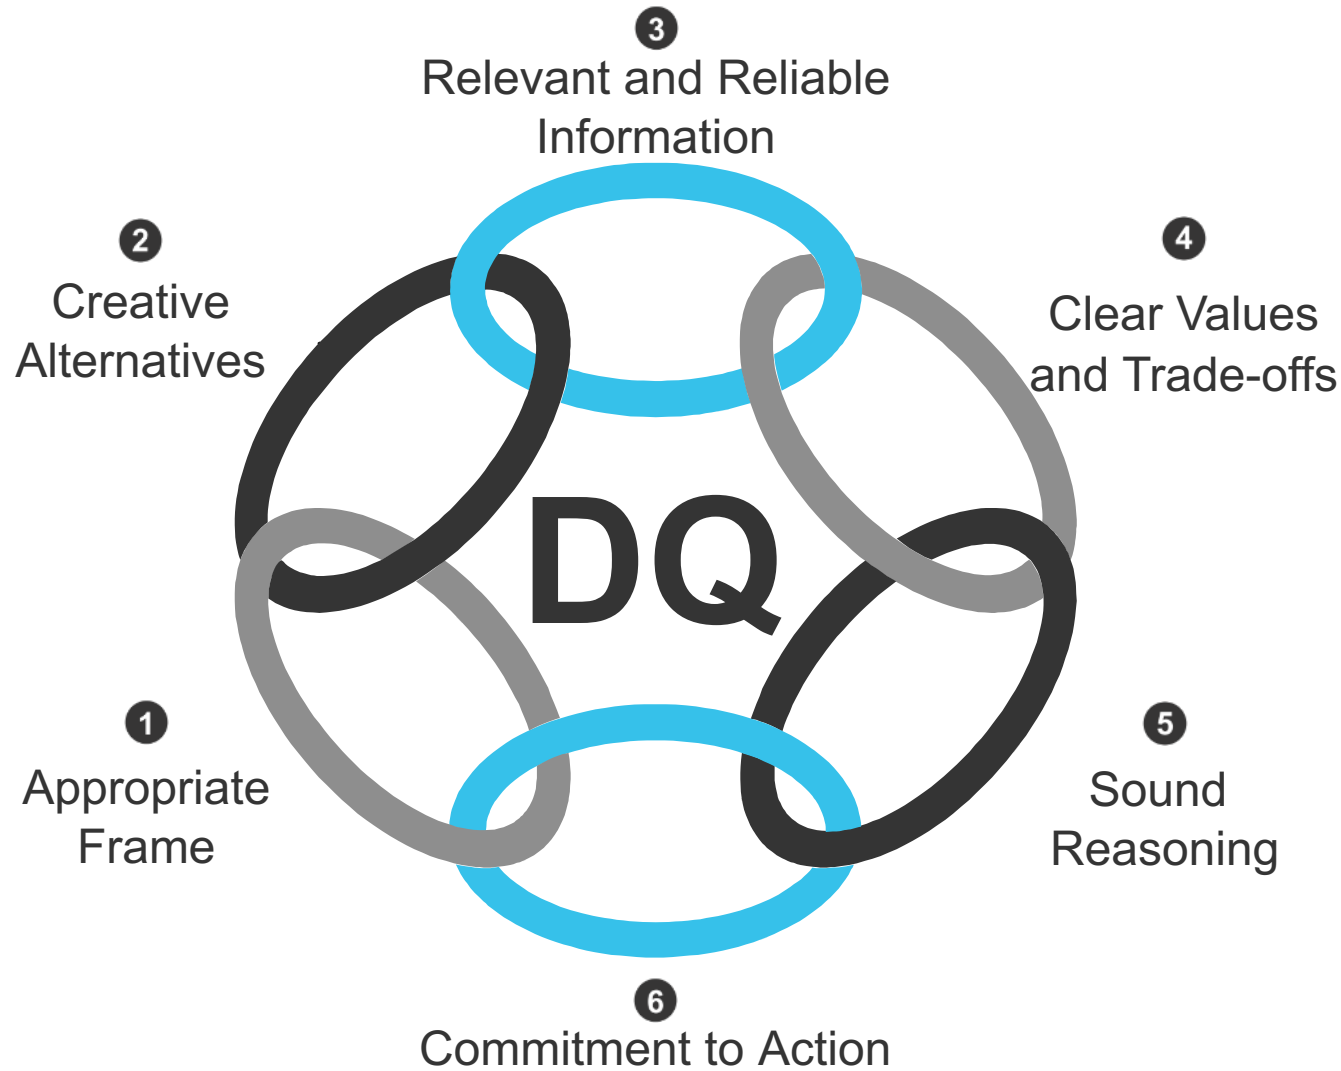 3
Relevant and Reliable
Information
2
Creative
Alternatives
4
Clear Values
and Trade-offs
DQ
1
Appropriate
Frame
5
Sound
Reasoning
6
Commitment to Action